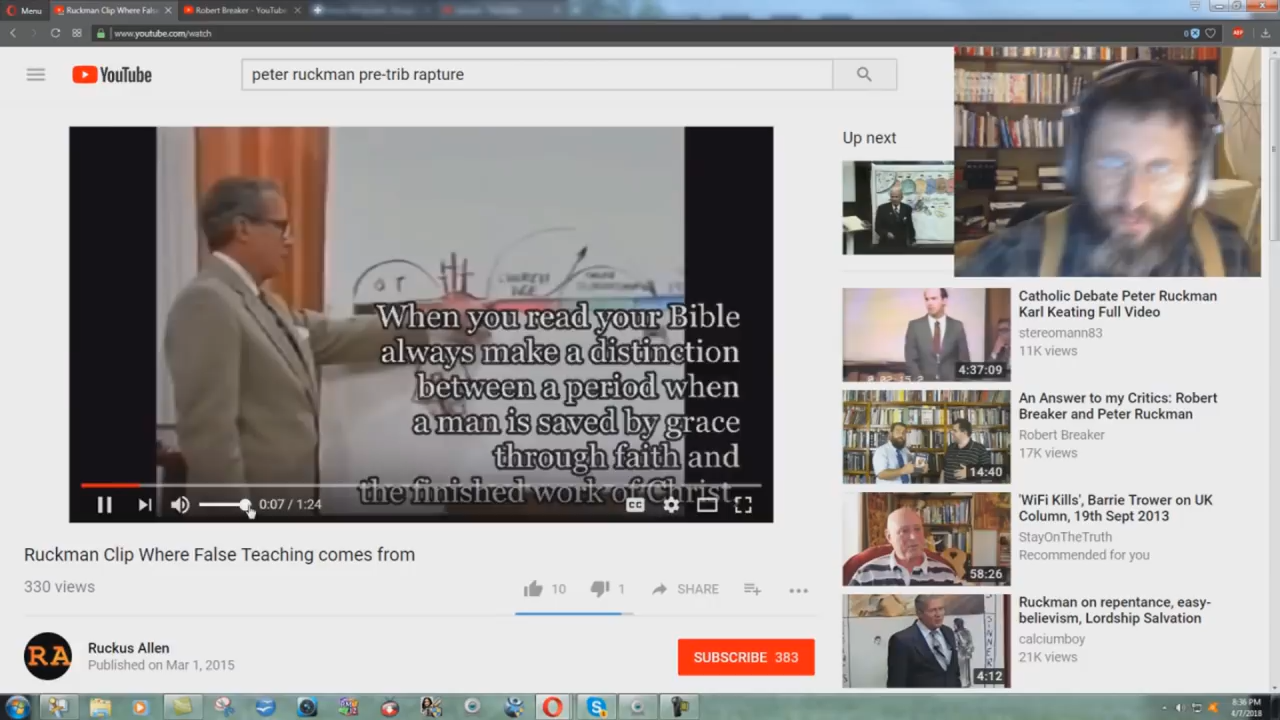 Menu
Ruckman Clip Where Fals
Robert Breaker - YouTube
www.youtube.com/watch
0
ABP
YouTube
peter ruckman pre-trib rapture
Up next
O T
CHURCH
AGE
When you read your Bible
always make a distinction
between a period when
a man is saved by grace
through faith and
the finished work of Christ.
0:07 / 1:24
CC
Ruckman Clip Where False Teaching comes from
330 views
10
1
SHARE
RA
Ruckus Allen
Published on Mar 1, 2015
SUBSCRIBE 383
Catholic Debate Peter Ruckman
Karl Keating Full Video
stereomann83
11K views
4:37:09
An Answer to my Critics: Robert
Breaker and Peter Ruckman
Robert Breaker
17K views
14:40
'WiFi Kills', Barrie Trower on UK
Column, 19th Sept 2013
StayOnTheTruth
Recommended for you
58:26
Ruckman on repentance, easy-
believism, Lordship Salvation
calciumboy
21K views
4:12
8:36 PM
4/7/2018